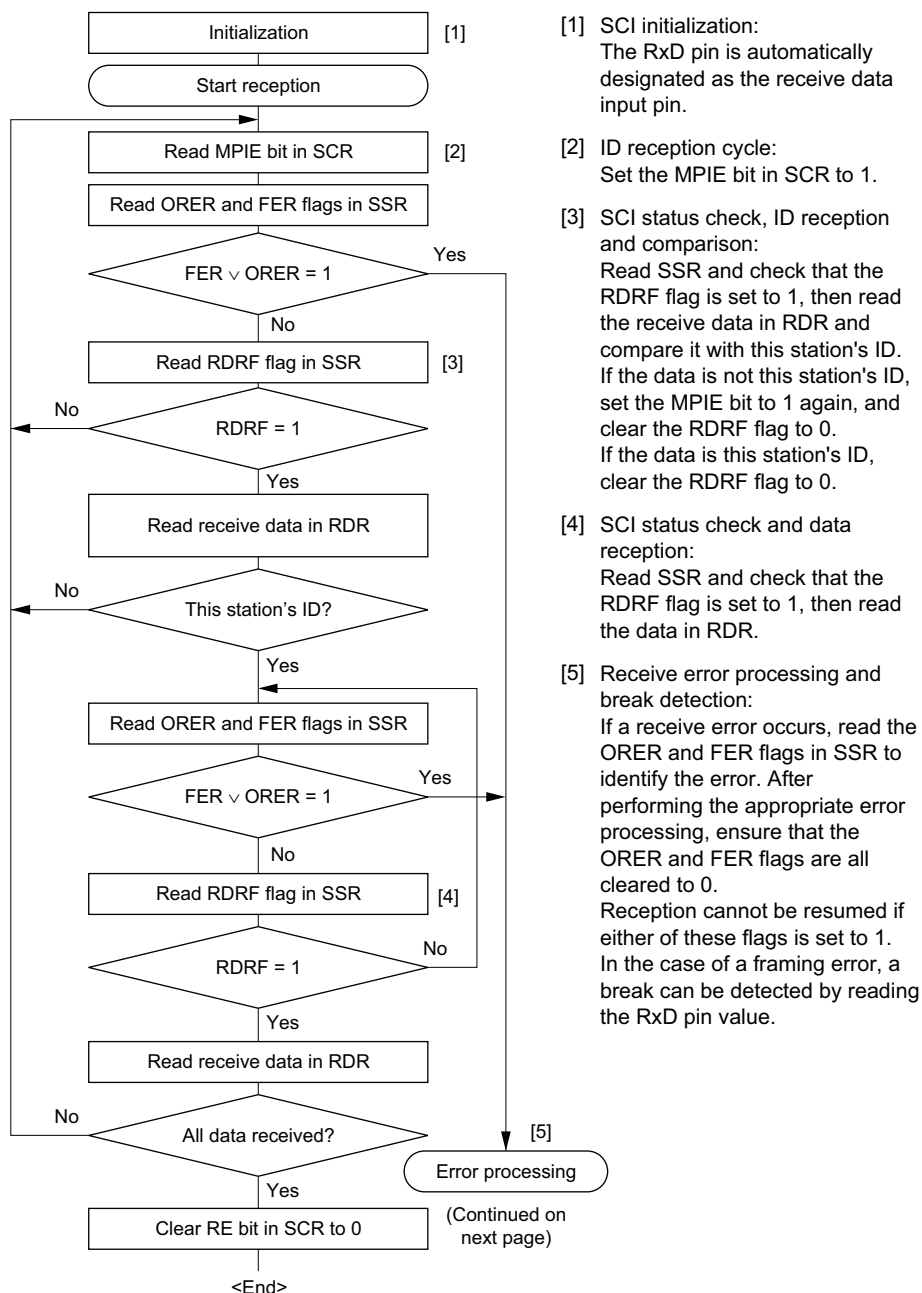 Initialization
[1]
Start reception
Read MPIE bit in SCR
[2]
Read ORER and FER flags in SSR
FER ∨ ORER = 1
Yes
No
Read RDRF flag in SSR
[3]
No
RDRF = 1
Yes
Read receive data in RDR
No
This station's ID?
Yes
Read ORER and FER flags in SSR
Yes
FER ∨ ORER = 1
No
Read RDRF flag in SSR
[4]
No
RDRF = 1
Yes
Read receive data in RDR
No
All data received?
[5]
Error processing
Yes
(Continued on
next page)
Clear RE bit in SCR to 0
<End>
[1] SCI initialization:
The RxD pin is automatically
designated as the receive data
input pin.
[2] ID reception cycle:
Set the MPIE bit in SCR to 1.
[3] SCI status check, ID reception
and comparison:
Read SSR and check that the
RDRF flag is set to 1, then read
the receive data in RDR and
compare it with this station's ID.
If the data is not this station's ID,
set the MPIE bit to 1 again, and
clear the RDRF flag to 0.
If the data is this station's ID,
clear the RDRF flag to 0.
[4] SCI status check and data
reception:
Read SSR and check that the
RDRF flag is set to 1, then read
the data in RDR.
[5] Receive error processing and
break detection:
If a receive error occurs, read the
ORER and FER flags in SSR to
identify the error. After
performing the appropriate error
processing, ensure that the
ORER and FER flags are all
cleared to 0.
Reception cannot be resumed if
either of these flags is set to 1.
In the case of a framing error, a
break can be detected by reading
the RxD pin value.